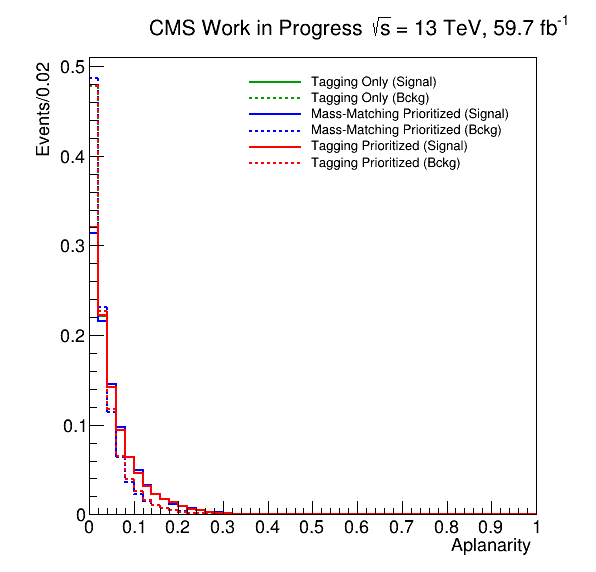 CMS Work in Progress √s = 13 TeV, 59.7 fb⁻¹
Events/0.02
0.5
0.4
0.3
0.2
0.1
0
Tagging Only (Signal)
Tagging Only (Bckg)
Mass-Matching Prioritized (Signal)
Mass-Matching Prioritized (Bckg)
Tagging Prioritized (Signal)
Tagging Prioritized (Bckg)
0 0.1 0.2 0.3 0.4 0.5 0.6 0.7 0.8 0.9 1
Aplanarity